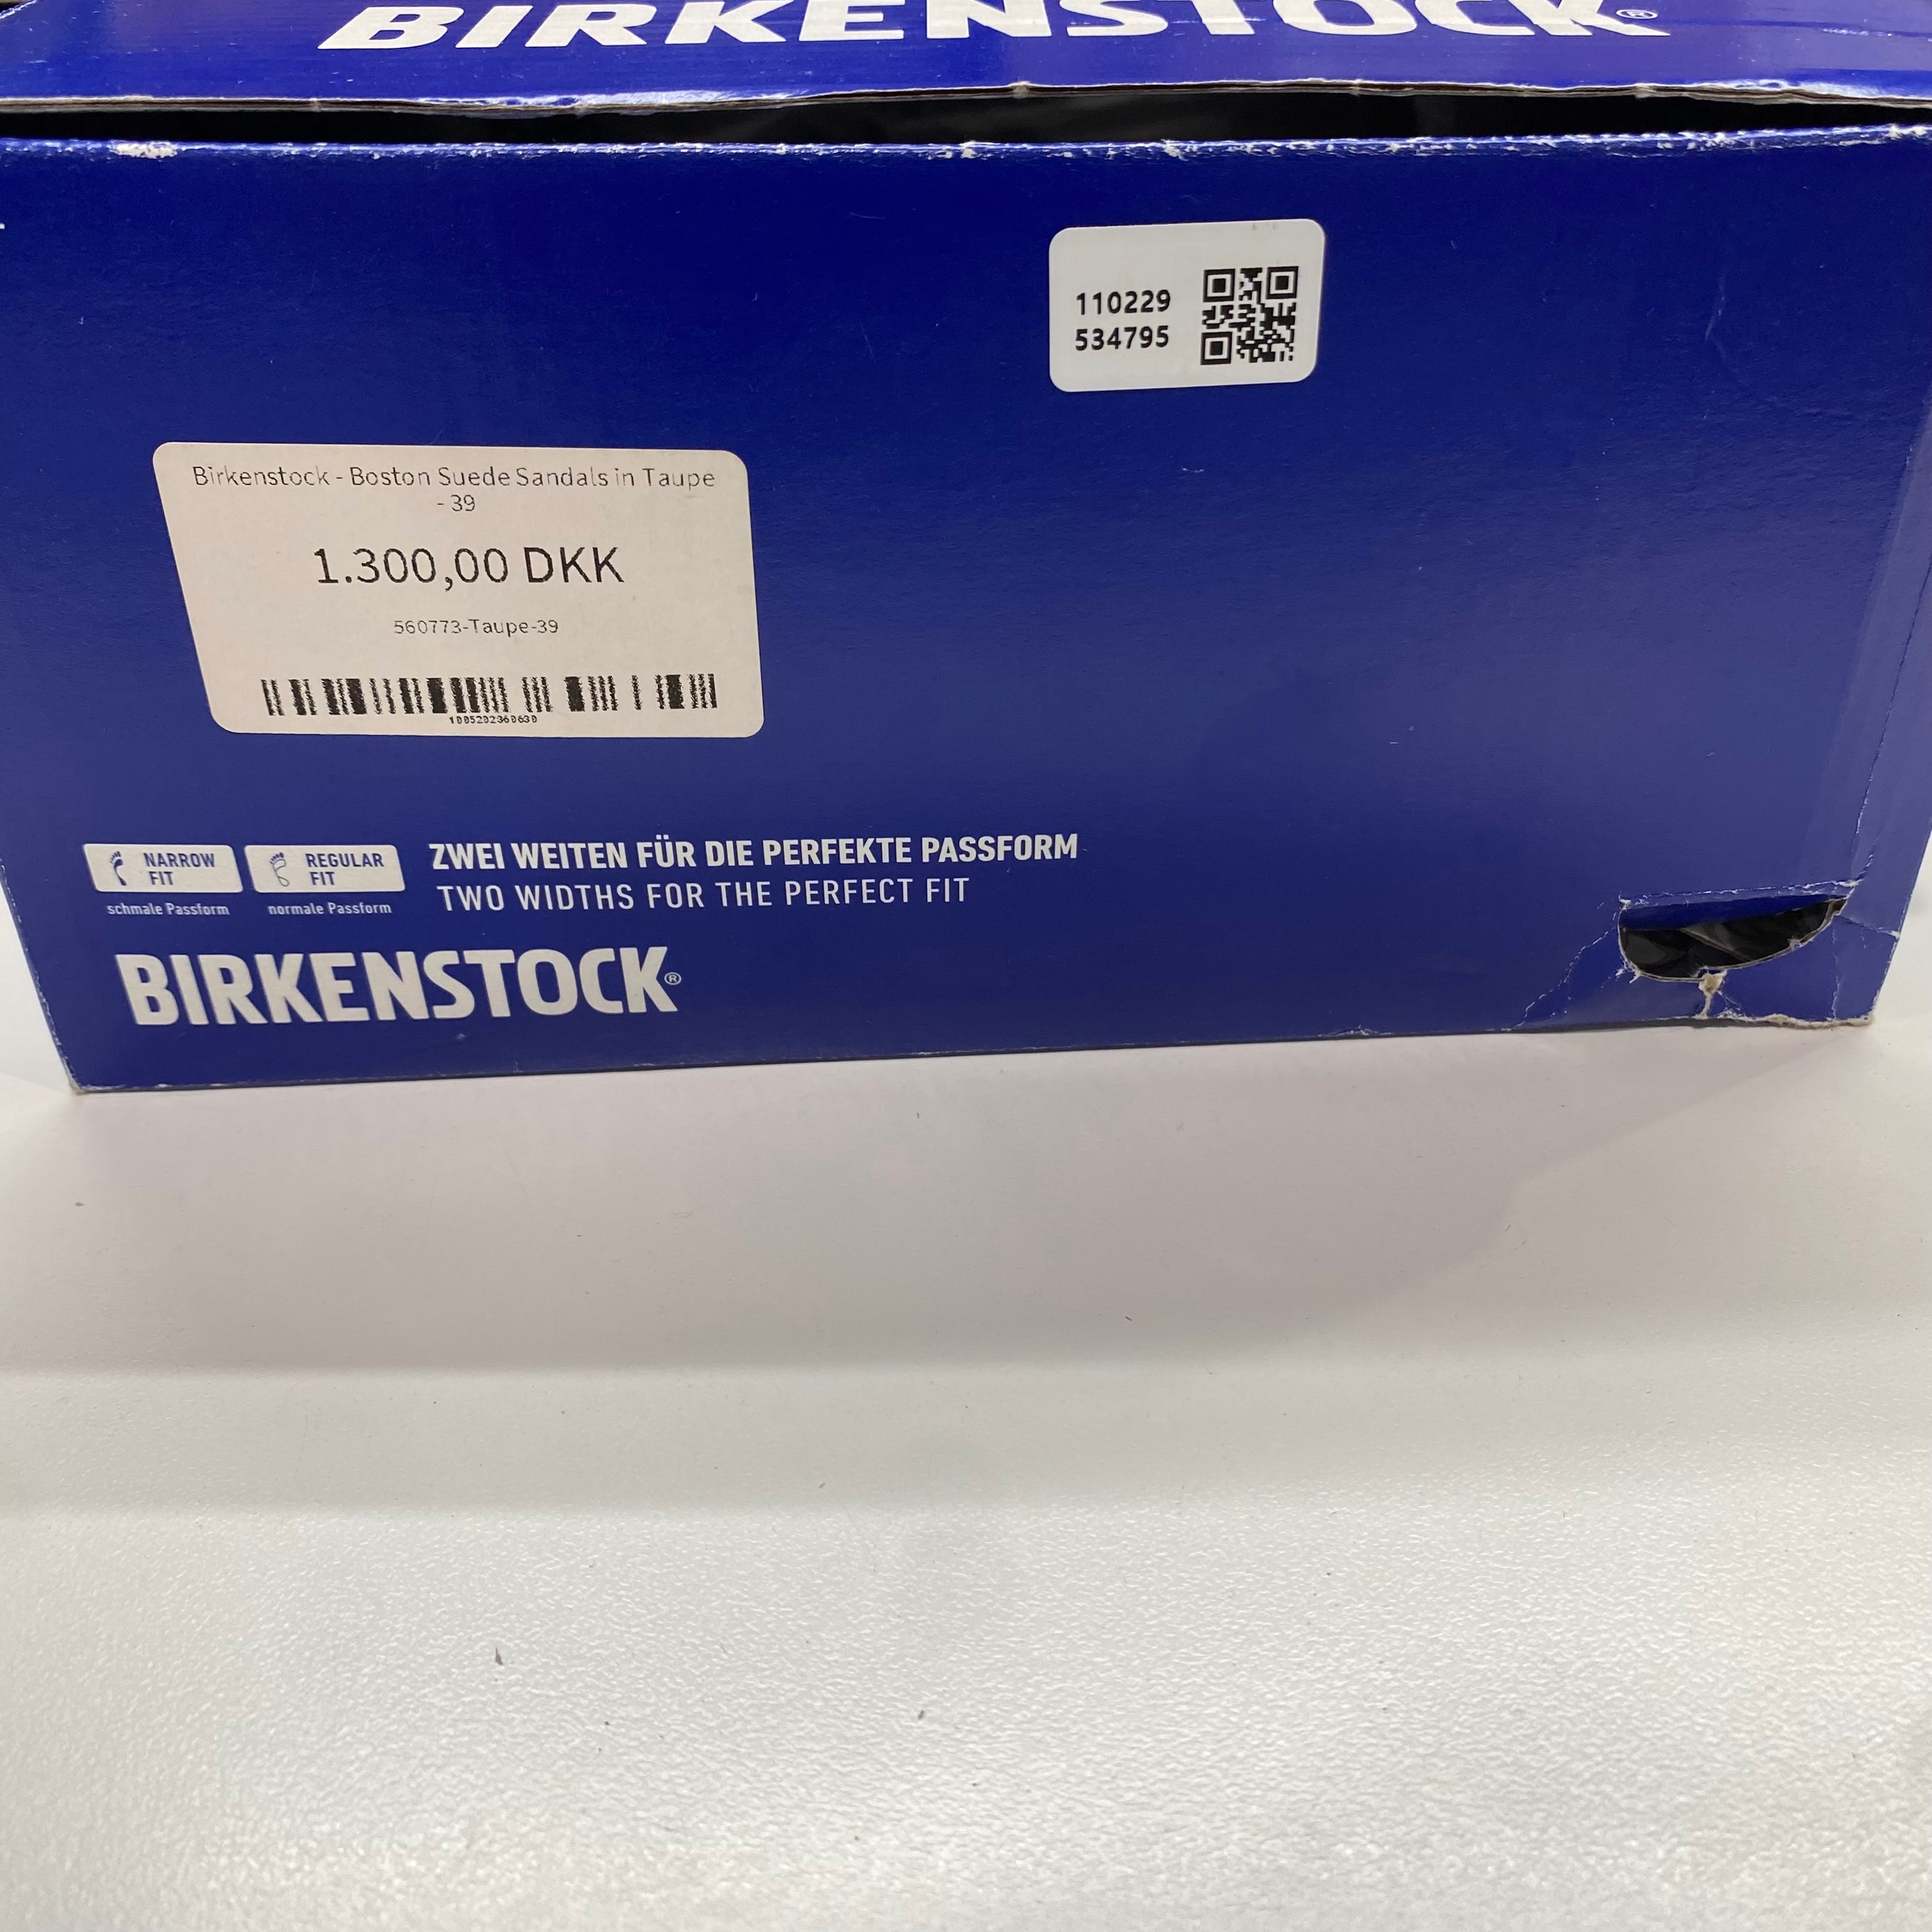 BIRKENSTOCK®
110229
534795
Birkenstock - Boston Suede Sandals in Taupe
- 39
1.300,00 DKK
560773-Taupe-39
1005202360630
NARROW
FIT
schmale Passform
REGULAR
FIT
normale Passform
ZWEI WEITEN FÜR DIE PERFEKTE PASSFORM
TWO WIDTHS FOR THE PERFECT FIT
BIRKENSTOCK®